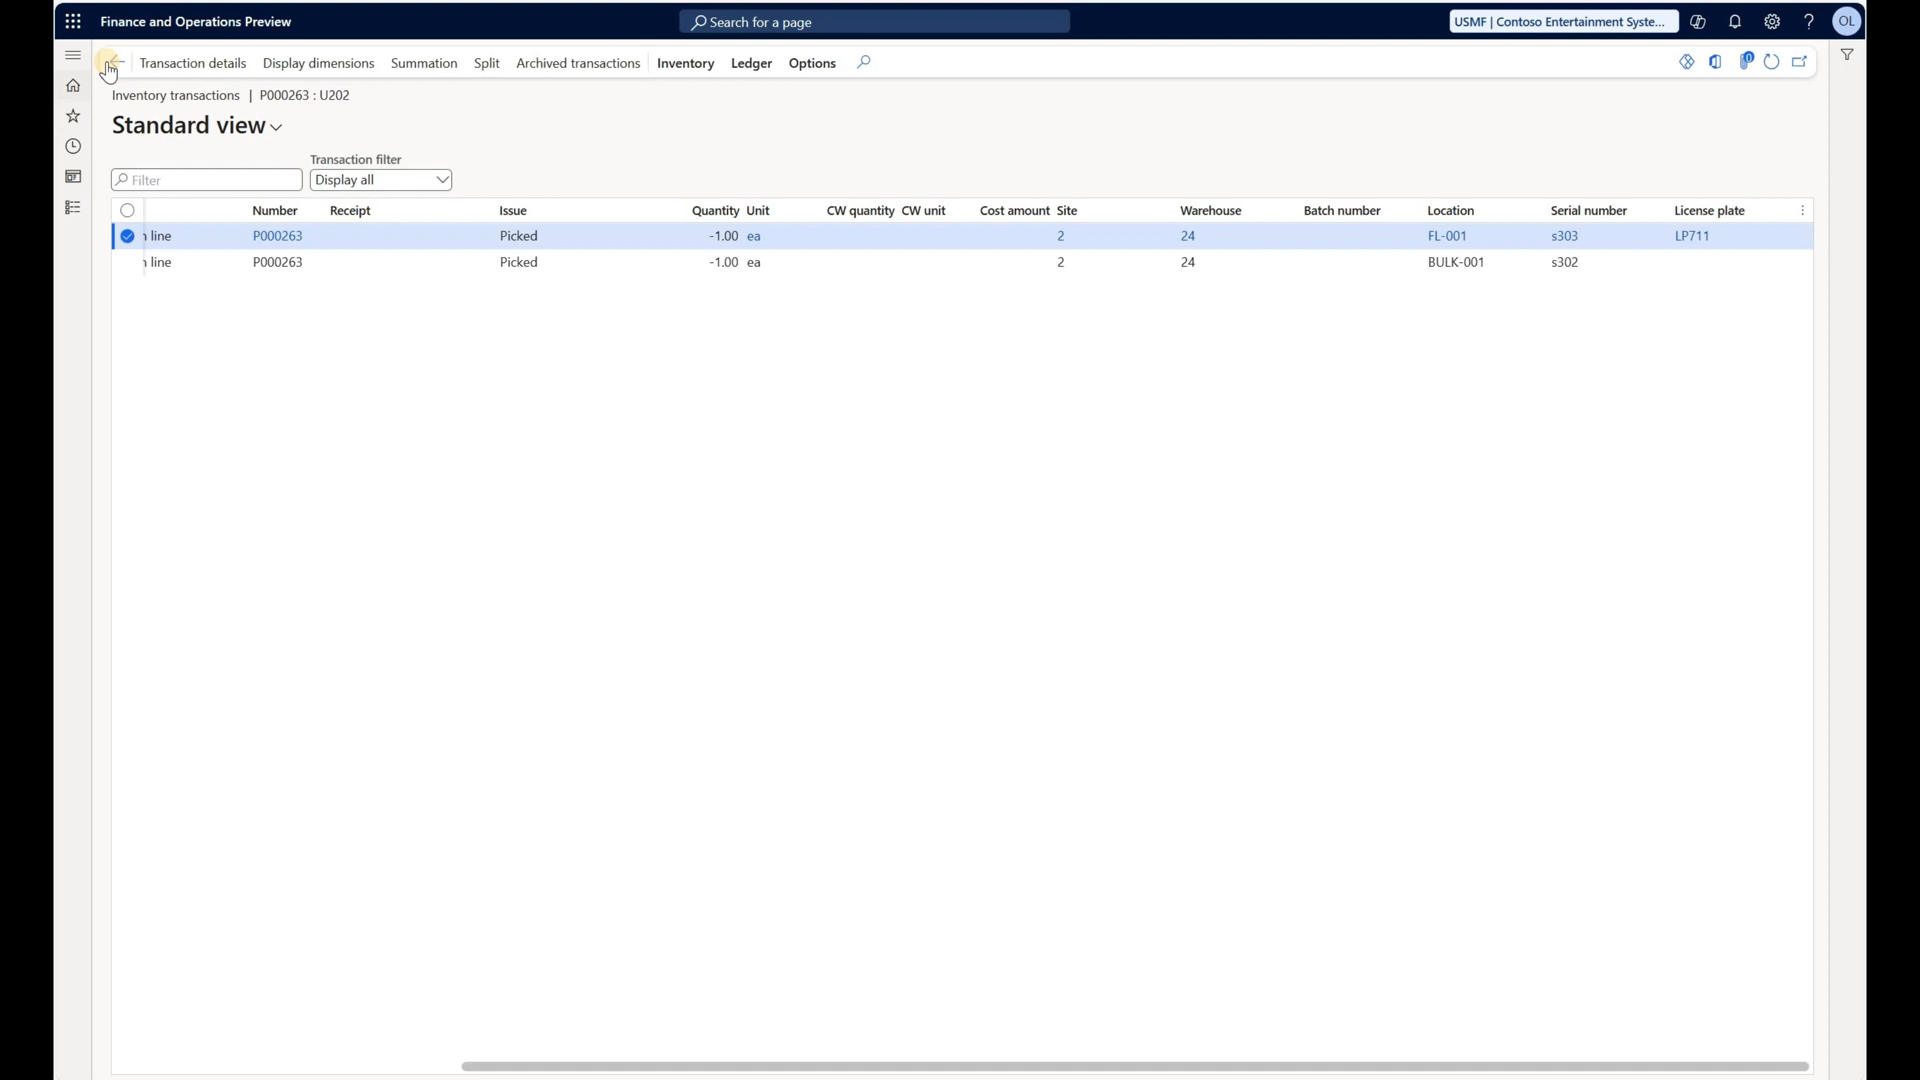 Finance and Operations Preview
Search for a page
USMF | Contoso Entertainment Syste...
?
OL
Transaction details
Display dimensions
Summation
Split
Archived transactions
Inventory
Ledger
Options
0
Inventory transactions | P000263 : U202
Standard view
Transaction filter
Filter
Display all
Number Receipt Issue Quantity Unit CW quantity CW unit Cost amount Site Warehouse Batch number Location Serial number License plate
n line P000263 Picked -1.00 ea 2 24 FL-001 s303 LP711
n line P000263 Picked -1.00 ea 2 24 BULK-001 s302